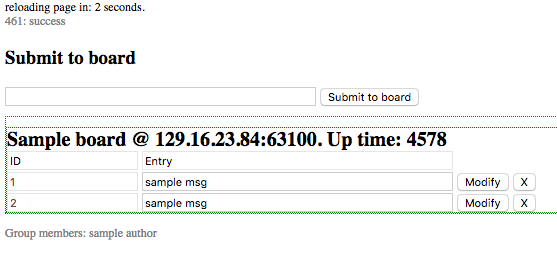 reloading page in: 2 seconds.
461: success
Submit to board
Submit to board
Sample board @ 129.16.23.84:63100. Up time: 4578
ID Entry
1 sample msg Modify X
2 sample msg Modify X
Group members: sample author